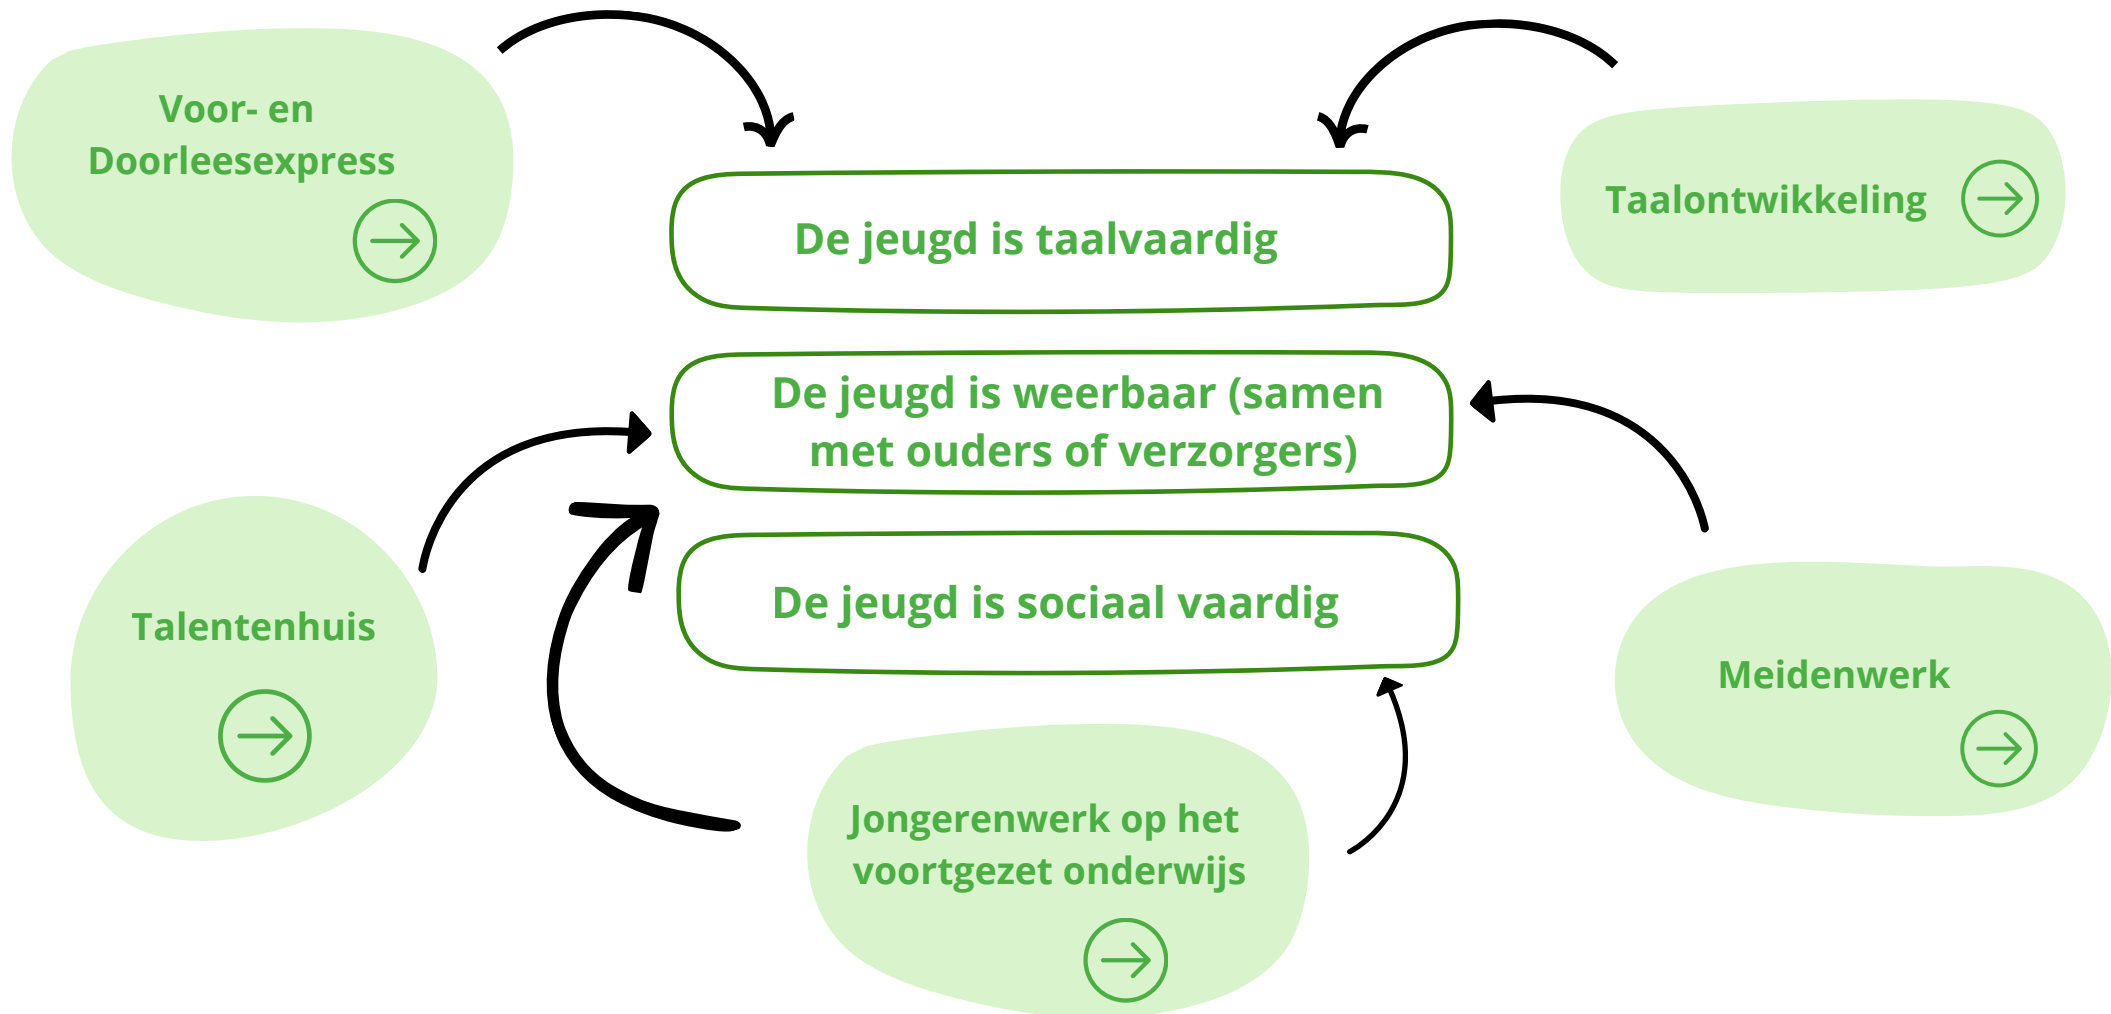 Voor- en
Doorleesexpress
Taalontwikkeling
De jeugd is taalvaardig
De jeugd is weerbaar (samen
met ouders of verzorgers)
De jeugd is sociaal vaardig
Talentenhuis
Meidenwerk
Jongerenwerk op het
voortgezet onderwijs